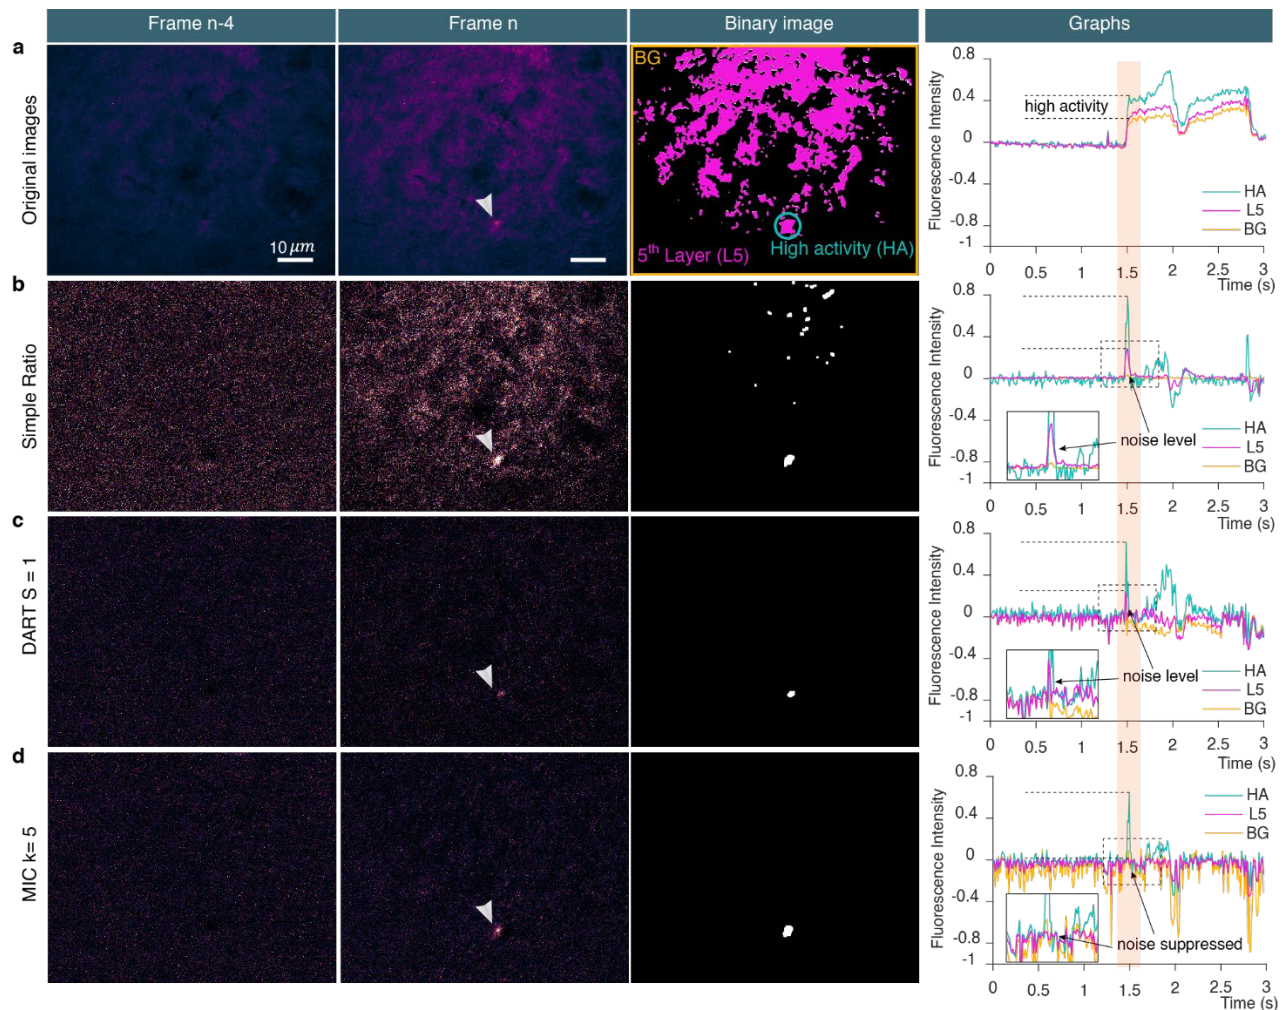 Frame n-4
Frame n
Binary image
Graphs
a
Original images
10 μm
BG
5th Layer (L5)
High activity (HA)
Fluorescence Intensity
0.8
0.4
0
-0.4
-0.8
-1
high activity
HA
L5
BG
0 0.5 1 1.5 2 2.5 3
Time (s)
b
Simple Ratio
Fluorescence Intensity
0.8
0.4
0
-0.4
-0.8
-1
noise level
HA
L5
BG
0 0.5 1 1.5 2 2.5 3
Time (s)
c
DART S = 1
Fluorescence Intensity
0.8
0.4
0
-0.4
-0.8
-1
noise level
HA
L5
BG
0 0.5 1 1.5 2 2.5 3
Time (s)
d
MIC k= 5
Fluorescence Intensity
0.8
0.4
0
-0.4
-0.8
-1
HA
L5
BG
noise suppressed
0 0.5 1 1.5 2 2.5 3
Time (s)